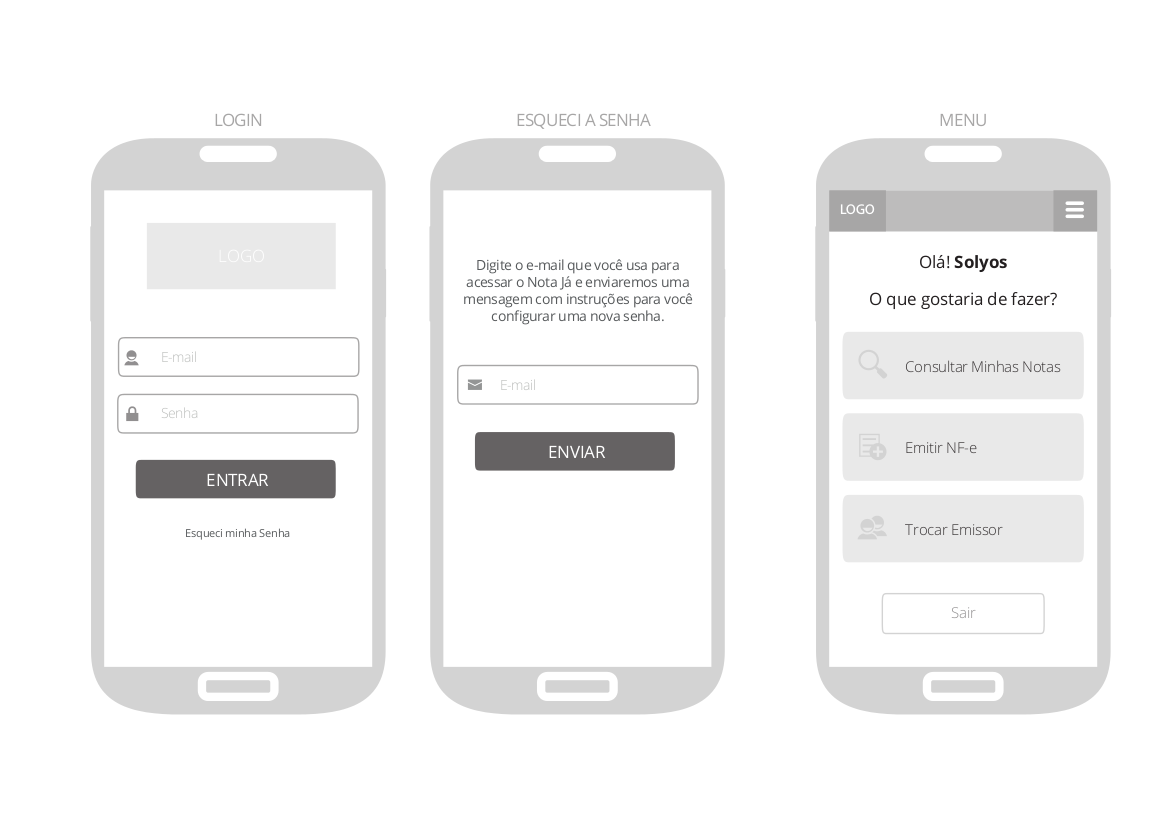 LOGIN
LOGO
E-mail
Senha
ENTRAR
Esqueci minha Senha
ESQUECI A SENHA
Digite o e-mail que você usa para
acessar o Nota Já e enviaremos uma
mensagem com instruções para você
configurar uma nova senha.
E-mail
ENVIAR
MENU
LOGO
Olá! Solyos
O que gostaria de fazer?
Consultar Minhas Notas
Emitir NF-e
Trocar Emissor
Sair